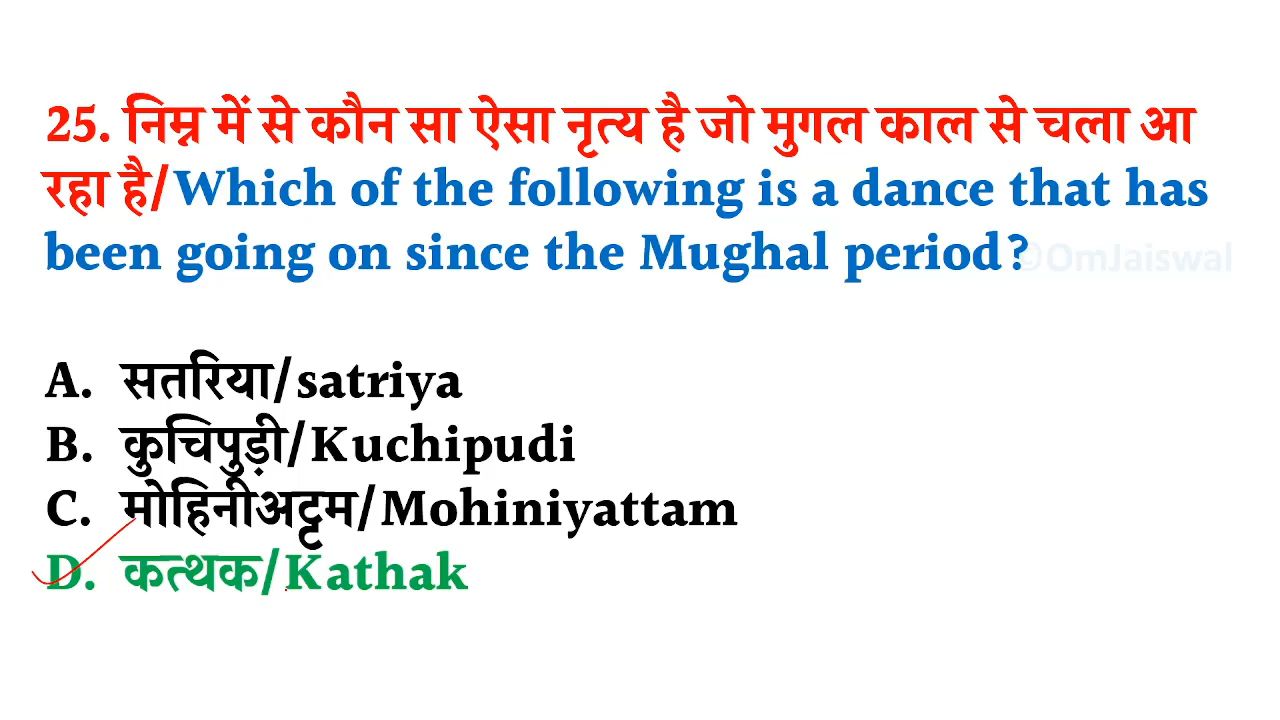 25. निम्न में से कौन सा ऐसा नृत्य है जो मुगल काल से चला आ
रहा है/Which of the following is a dance that has
been going on since the Mughal period?
©OmJaiswal
A. सतरिया/satriya
B. कुचिपुड़ी/Kuchipudi
C. मोहिनीअट्टम/Mohiniyattam
D. कत्थक/Kathak